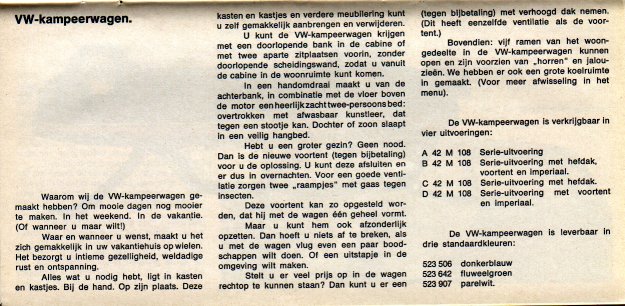 VW-kampeerwagen.
Waarom wij de VW-kampeerwagen ge-
maakt hebben? Om mooie dagen nog mooier
te maken. In het weekend. In de vakantie.
(Of wanneer u maar wilt!)
Waar en wanneer u wenst, maakt u het
zich gemakkelijk in uw vakantiehuis op wielen.
Het bezorgt u intieme gezelligheid, weldadige
rust en ontspanning.
Alles wat u nodig hebt, ligt in kasten
en kastjes. Bij de hand. Op zijn plaats. Deze
kasten en kastjes en verdere meubilering kunt
u zelf gemakkelijk aanbrengen en verwijderen.
U kunt de VW-kampeerwagen krijgen
met een doorlopende bank in de cabine of
met twee aparte zitplaatsen voorin, zonder
doorlopende scheidingswand, zodat u vanuit
de cabine in de woonruimte kunt komen.
In een handomdraai maakt u van de
achterbank, in combinatie met de vloer boven
de motor een heerlijk zacht twee-persoons bed:
overtrokken met afwasbaar kunstleer, dat
tegen een stootje kan. Dochter of zoon slaapt
in een veilig hangbed.
Hebt u een groter gezin? Geen nood.
Dan is de nieuwe voortent (tegen bijbetaling)
voor u de oplossing. U kunt deze afsluiten en
er dus in overnachten. Voor een goede venti-
latie zorgen twee „raampjes" met gaas tegen
insecten.
Deze voortent kan zo opgesteld wor-
den, dat hij met de wagen één geheel vormt.
Maar u kunt hem ook afzonderlijk
opzetten. Dan hoeft u niets af te breken, als
u met de wagen vlug even een paar bood-
schappen wilt doen. Of een uitstapje in de
omgeving wilt maken.
Stelt u er veel prijs op in de wagen
rechtop te kunnen staan? Dan kunt u er een
(tegen bijbetaling) met verhoogd dak nemen.
(Dit heeft eenzelfde ventilatie als de voor-
tent.)
Bovendien: vijf ramen van het woon-
gedeelte in de VW-kampeerwagen kunnen
open en zijn voorzien van „horren" en jalou-
zieën. We hebben er ook een grote koelruimte
in gemaakt. (Voor meer afwisseling in het
menu).
De VW-kampeerwagen is verkrijgbaar in
vier uitvoeringen:
A 42 M 108 Serie-uitvoering
B 42 M 108 Serie-uitvoering met hefdak,
voortent en imperiaal.
C 42 M 108 Serie-uitvoering met hefdak.
D 42 M 108 Serie-uitvoering met voortent
en imperiaal.
De VW-kampeerwagen is leverbaar in
drie standaardkleuren:
523 506 donkerblauw
523 642 fluweelgroen
523 907 parelwit.